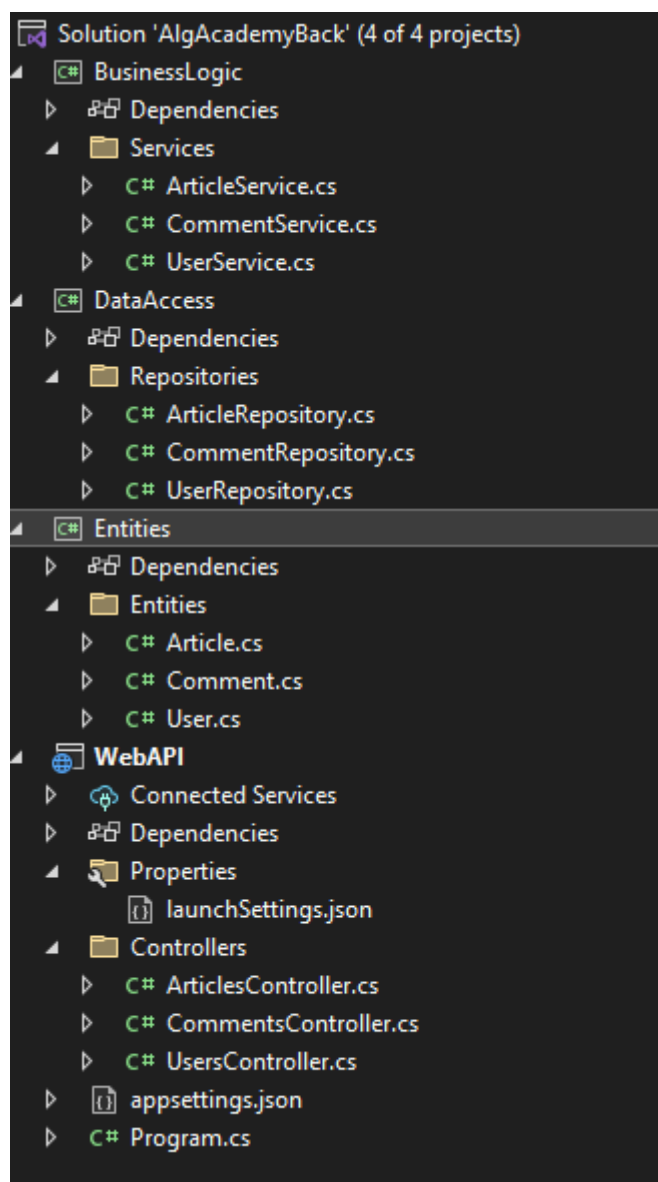 Solution 'AlgAcademyBack' (4 of 4 projects)
C# BusinessLogic
Dependencies
Services
C# ArticleService.cs
C# CommentService.cs
C# UserService.cs
C# DataAccess
Dependencies
Repositories
C# ArticleRepository.cs
C# CommentRepository.cs
C# UserRepository.cs
C# Entities
Dependencies
Entities
C# Article.cs
C# Comment.cs
C# User.cs
WebAPI
Connected Services
Dependencies
Properties
launchSettings.json
Controllers
C# ArticlesController.cs
C# CommentsController.cs
C# UsersController.cs
appsettings.json
C# Program.cs